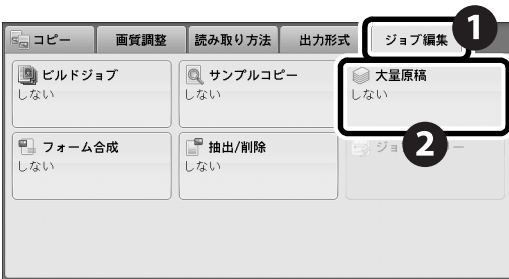 コピー
画質調整
読み取り方法
出力形式
ジョブ編集
1
ビルドジョブ
しない
サンプルコピー
しない
大量原稿
しない
フォーム合成
しない
抽出/削除
しない
2